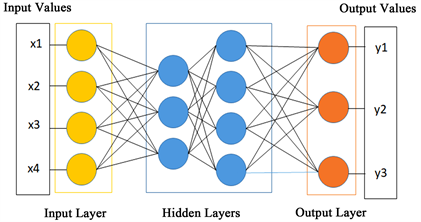 Input Values
Output Values
x1
x2
x3
x4
y1
y2
y3
Input Layer
Hidden Layers
Output Layer